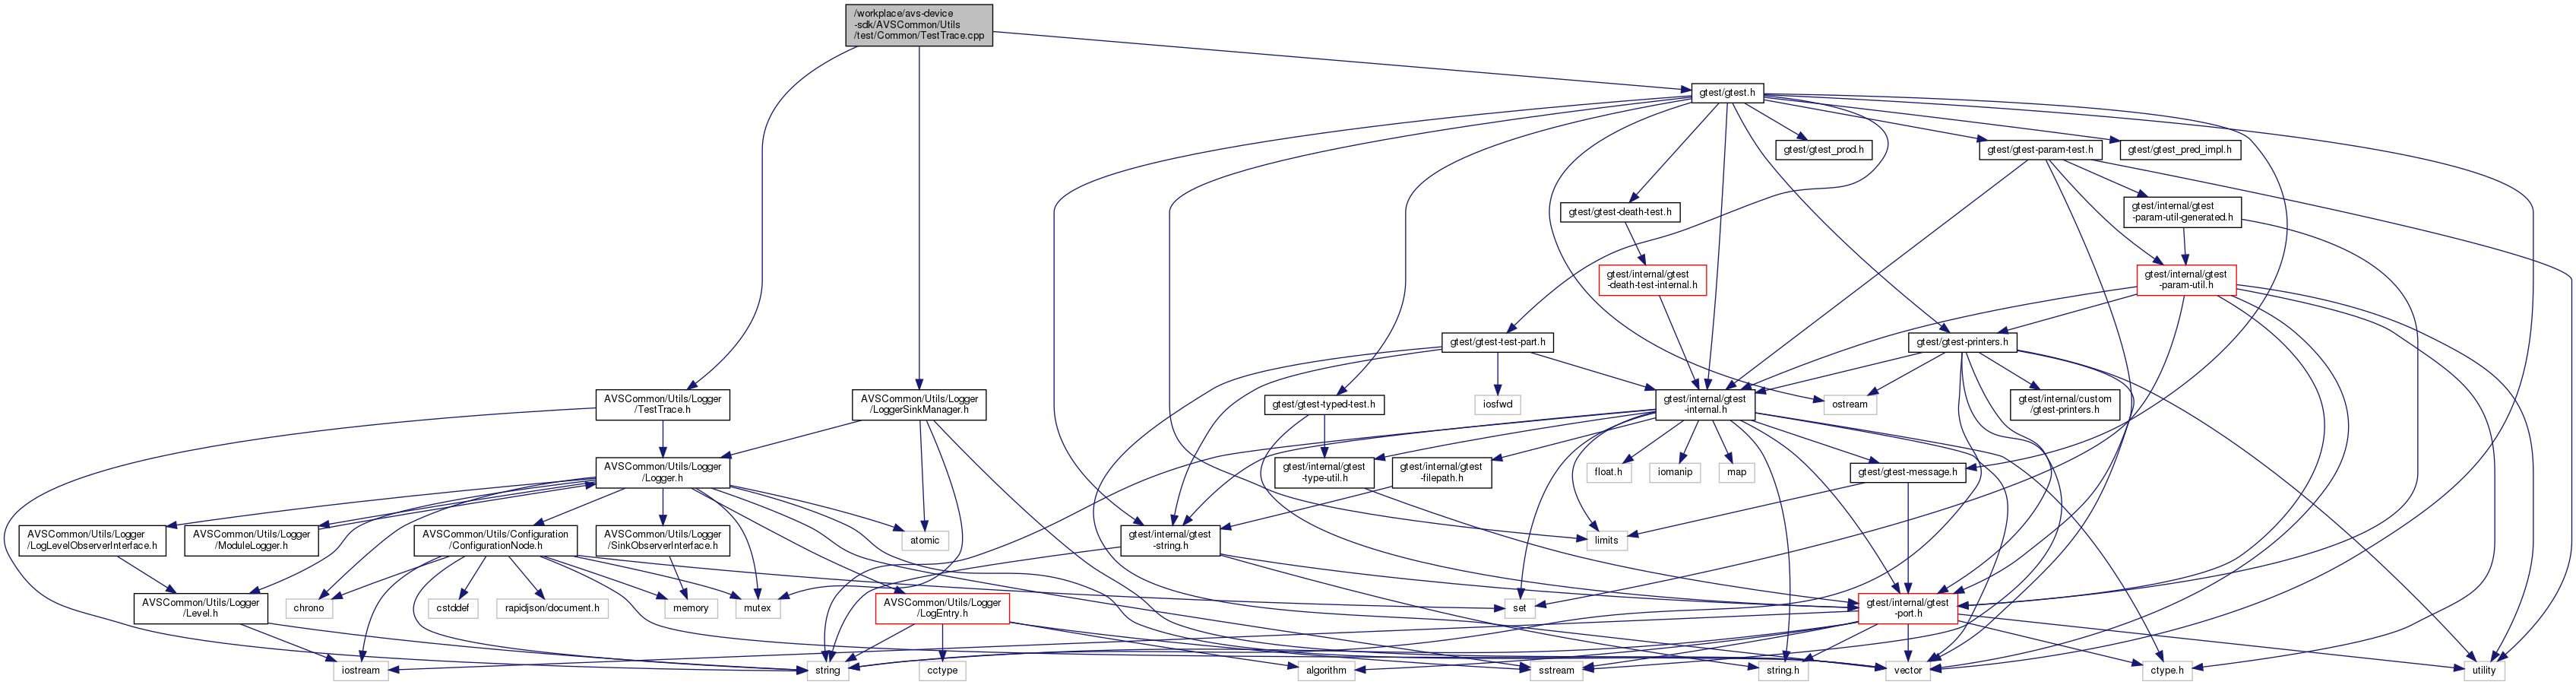 /workplace/avs-device
-sdk/AVSCommon/Utils
/test/Common/TestTrace.cpp
gtest/gtest.h
gtest/gtest_prod.h
gtest/gtest-param-test.h
gtest/gtest_pred_impl.h
gtest/gtest-death-test.h
gtest/internal/gtest
-param-util-generated.h
gtest/internal/gtest
-death-test-internal.h
gtest/internal/gtest
-param-util.h
gtest/gtest-test-part.h
gtest/gtest-printers.h
AVSCommon/Utils/Logger
/TestTrace.h
AVSCommon/Utils/Logger
/LoggerSinkManager.h
gtest/gtest-typed-test.h
iosfwd
gtest/internal/gtest
-internal.h
ostream
gtest/internal/custom
/gtest-printers.h
AVSCommon/Utils/Logger
/Logger.h
gtest/internal/gtest
-type-util.h
gtest/internal/gtest
-filepath.h
float.h
iomanip
map
gtest/gtest-message.h
AVSCommon/Utils/Logger
/LogLevelObserverInterface.h
AVSCommon/Utils/Logger
/ModuleLogger.h
AVSCommon/Utils/Configuration
/ConfigurationNode.h
AVSCommon/Utils/Logger
/SinkObserverInterface.h
atomic
gtest/internal/gtest
-string.h
limits
AVSCommon/Utils/Logger
/Level.h
chrono
cstddef
rapidjson/document.h
memory
mutex
AVSCommon/Utils/Logger
/LogEntry.h
set
gtest/internal/gtest
-port.h
iostream
string
cctype
algorithm
sstream
string.h
vector
ctype.h
utility